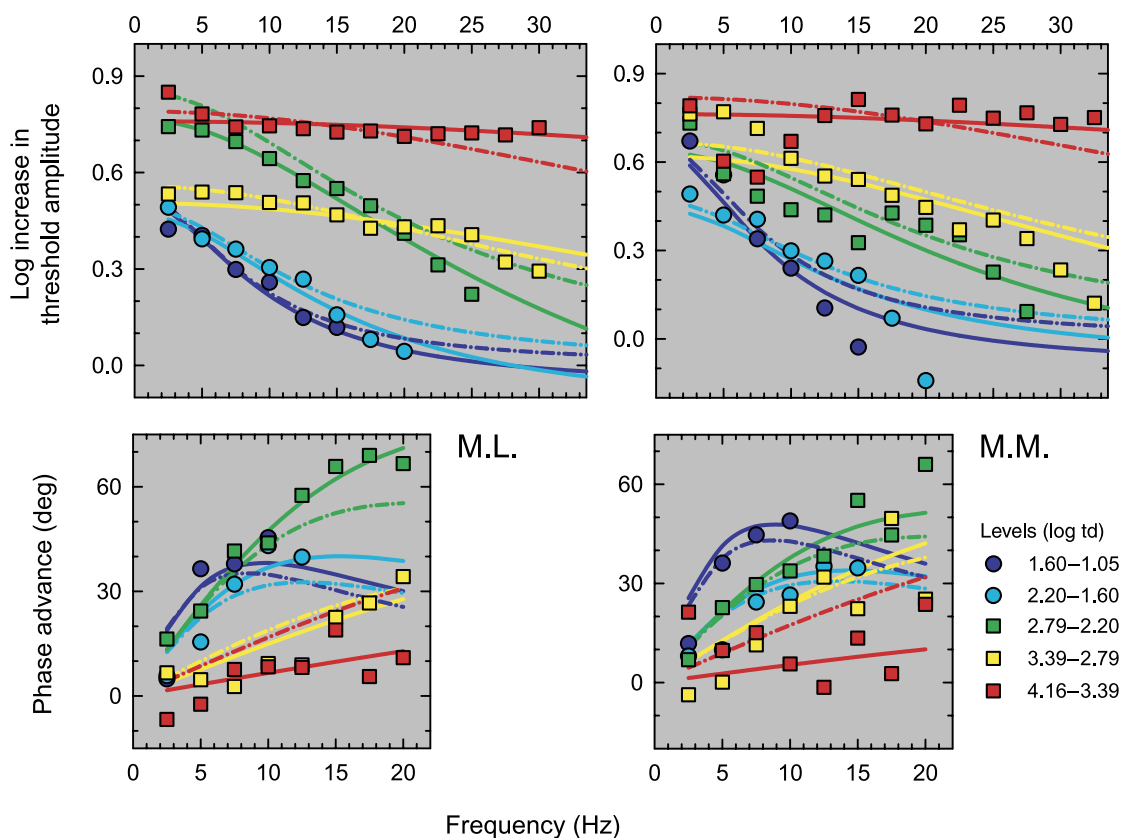 0 5 10 15 20 25 30
0 5 10 15 20 25 30
Log increase in
threshold amplitude
0.9
0.6
0.3
0.0
0.9
0.6
0.3
0.0
M.L.
M.M.
Phase advance (deg)
60
30
0
60
30
0
0 5 10 15 20
0 5 10 15 20
Levels (log td)
1.60–1.05
2.20–1.60
2.79–2.20
3.39–2.79
4.16–3.39
Frequency (Hz)